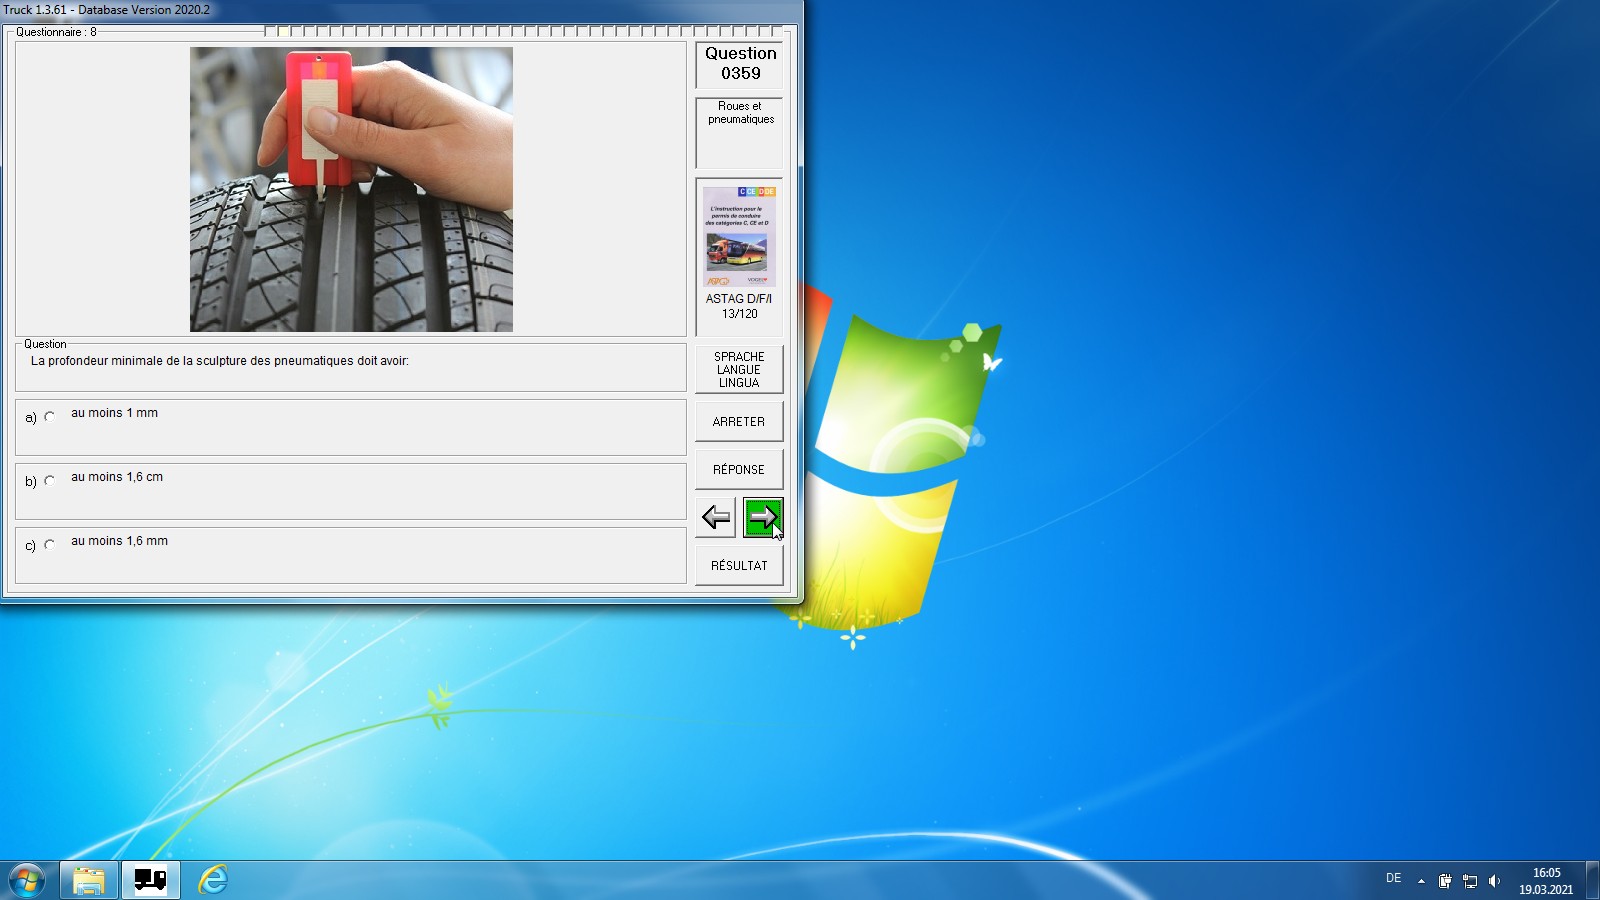 Truck 1.3.61 - Database Version 2020.2
Questionnaire : 8
Question
0359
Roues et
pneumatiques
C CE D DE
L'instruction pour le
permis de conduire
des catégories C, CE et D
ASTAG D/F/I
13/120
Question
La profondeur minimale de la sculpture des pneumatiques doit avoir:
SPRACHE
LANGUE
LINGUA
a) au moins 1 mm
ARRETER
b) au moins 1,6 cm
RÉPONSE
c) au moins 1,6 mm
RÉSULTAT
DE
16:05
19.03.2021